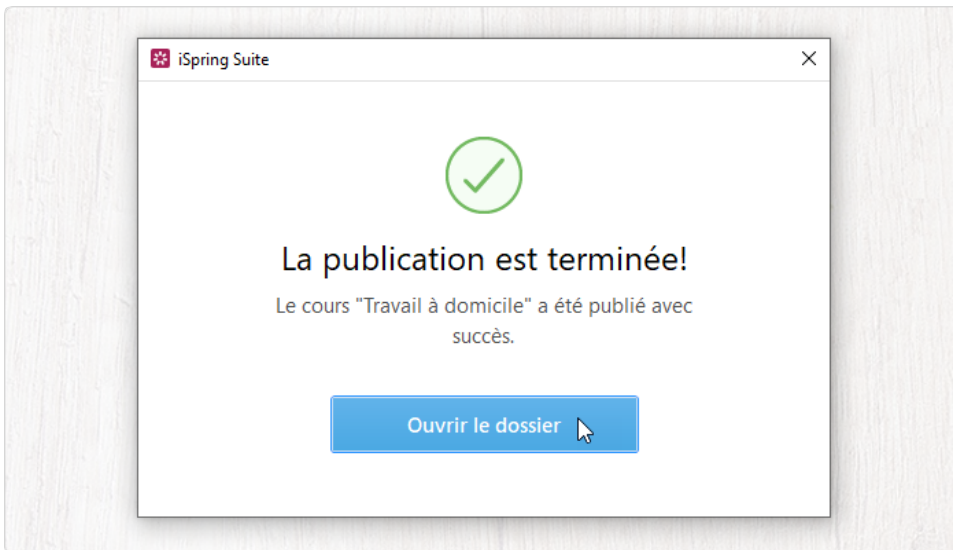 iSpring Suite
La publication est terminée!
Le cours "Travail à domicile" a été publié avec
succès.
Ouvrir le dossier